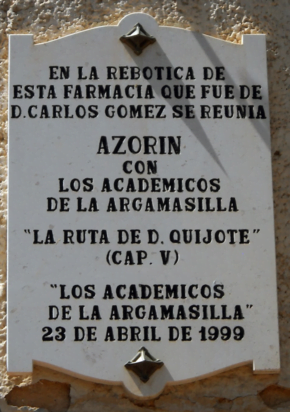 EN LA REBOTICA DE
ESTA FARMACIA QUE FUE DE
D.CARLOS GOMEZ SE REUNIA
AZORIN
CON
LOS ACADEMICOS
DE LA ARGAMASILLA
"LA RUTA DE D. QUIJOTE"
(CAP. V)
"LOS ACADEMICOS
DE LA ARGAMASILLA"
23 DE ABRIL DE 1999